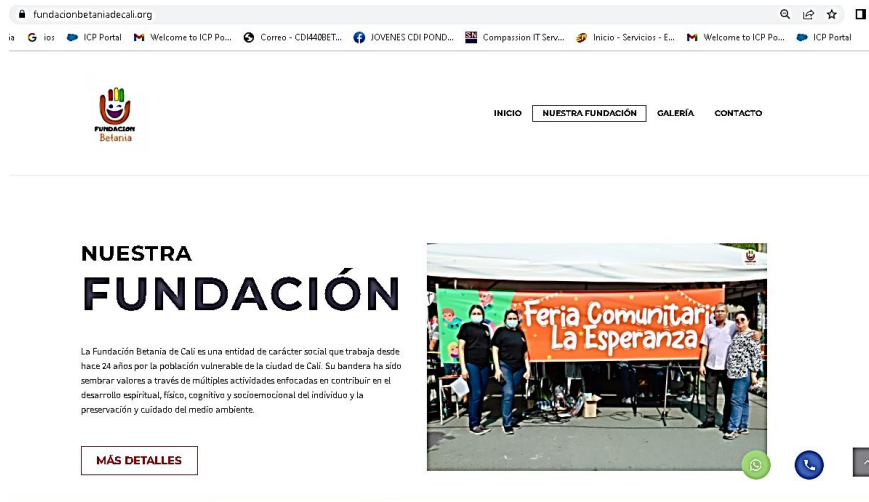 fundacionbetaniadecali.org
ios ICP Portal Welcome to ICP Po... Correo - CDI440BET... JOVENES CDI POND... Compassion IT Serv... Inicio - Servicios - E... Welcome to ICP Po... ICP Portal
FUNDACION
Betania
INICIO NUESTRA FUNDACIÓN GALERÍA CONTACTO
NUESTRA
FUNDACIÓN
Feria Comunitari
La Esperanza
La Fundación Betania de Cali es una entidad de carácter social que trabaja desde
hace 24 años por la población vulnerable de la ciudad de Cali. Su bandera ha sido
sembrar valores a través de múltiples actividades enfocadas en contribuir en el
desarrollo espiritual, físico, cognitivo y socioemocional del individuo y la
preservación y cuidado del medio ambiente.
MÁS DETALLES